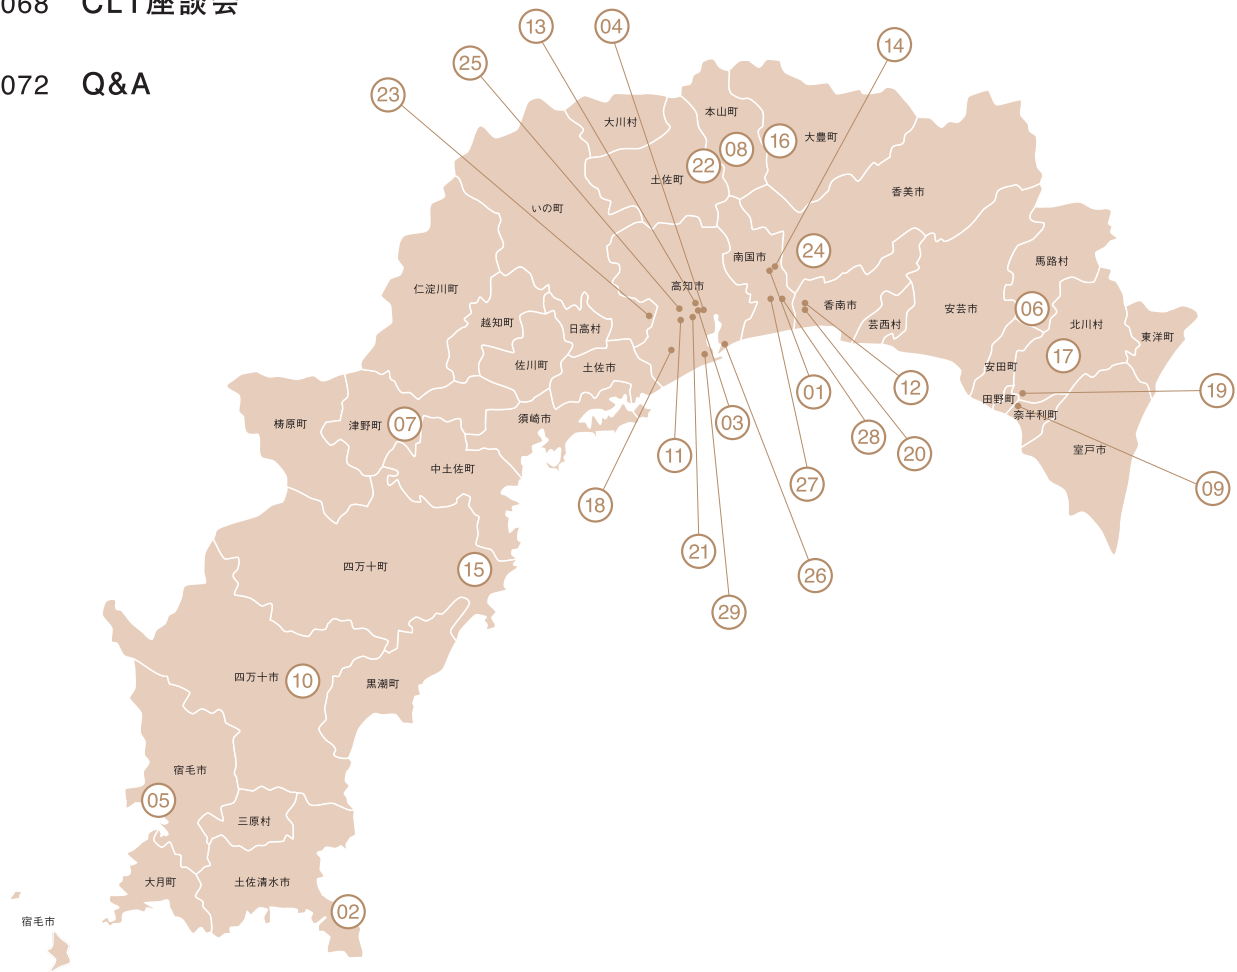 068 CLT座談会
072 Q&A
13
04
14
25
23
本山町
大川村
大豊町
16
08
22
土佐町
香美市
いの町
24
南国市
馬路村
高知市
仁淀川町
香南市
安芸市
06
越知町
芸西村
北川村
日高村
東洋町
17
佐川町
土佐市
安田町
12
19
01
田野町
奈半利町
須崎市
梼原町
津野町
07
03
28
室戸市
11
20
中土佐町
27
09
18
21
四万十町
15
26
29
四万十市
10
黒潮町
宿毛市
05
三原村
大月町
土佐清水市
02
宿毛市